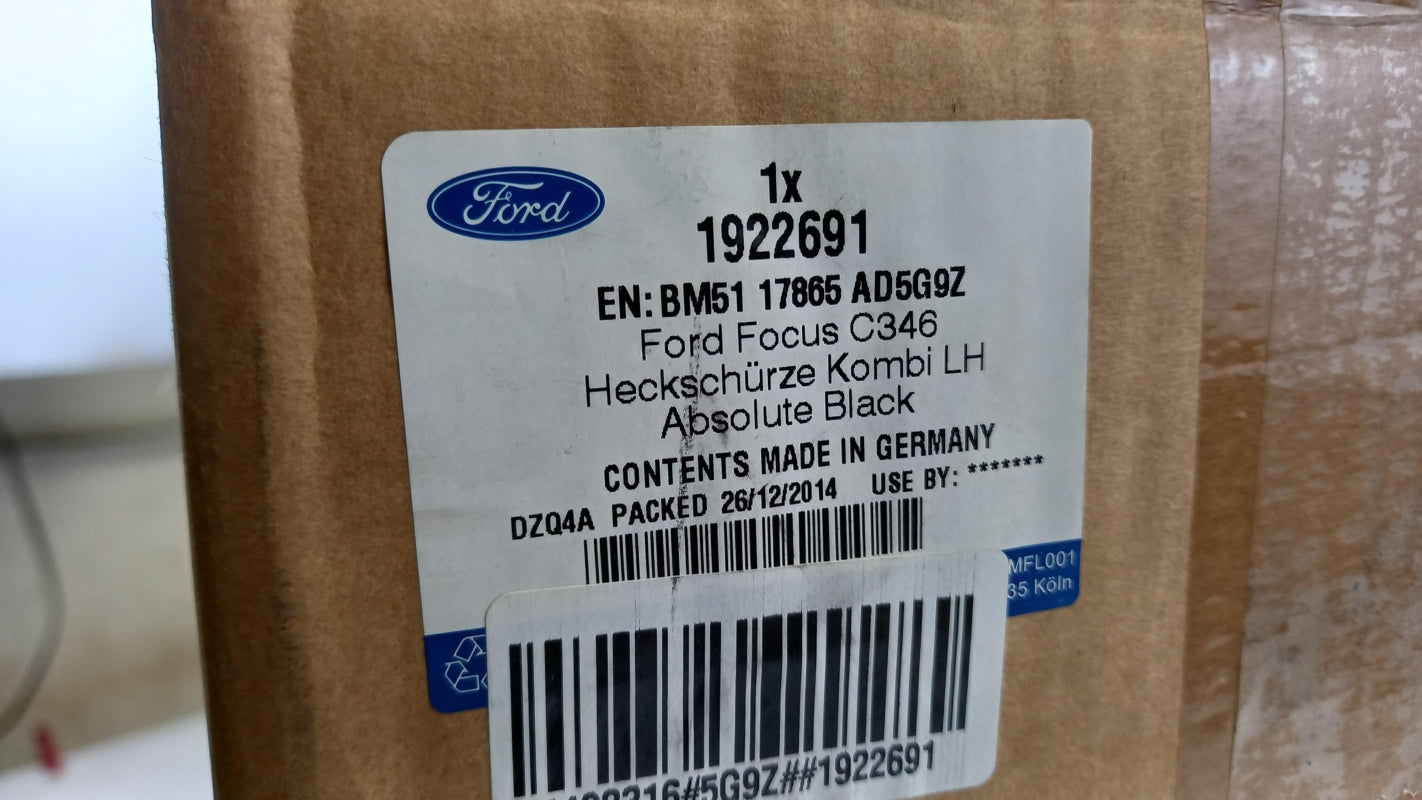 Ford
1x
1922691
EN: BM51 17865 AD5G9Z
Ford Focus C346
Heckschürze Kombi LH
Absolute Black
CONTENTS MADE IN GERMANY
DZQ4A PACKED 26/12/2014 USE BY: *******
MFL001
35 Köln
#5G9Z##1922691